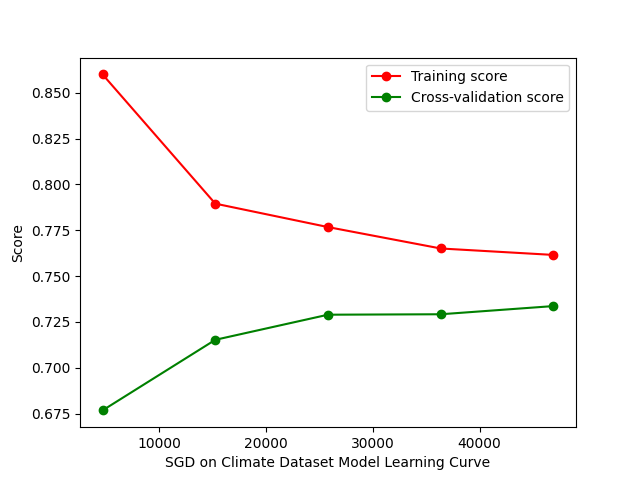 Training score
Cross-validation score
0.850
0.825
0.800
0.775
0.750
0.725
0.700
0.675
Score
10000 20000 30000 40000
SGD on Climate Dataset Model Learning Curve